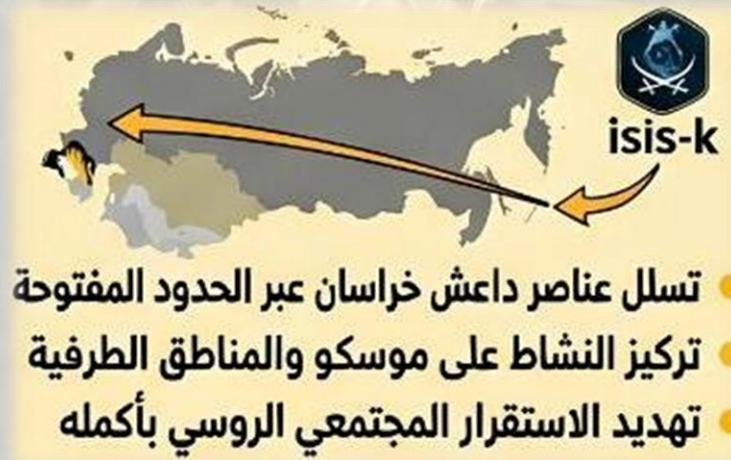 isis-k
تسلل عناصر داعش خراسان عبر الحدود المفتوحة
تركيز النشاط على موسكو والمناطق الطرفية
تهديد الاستقرار المجتمعي الروسي بأكمله